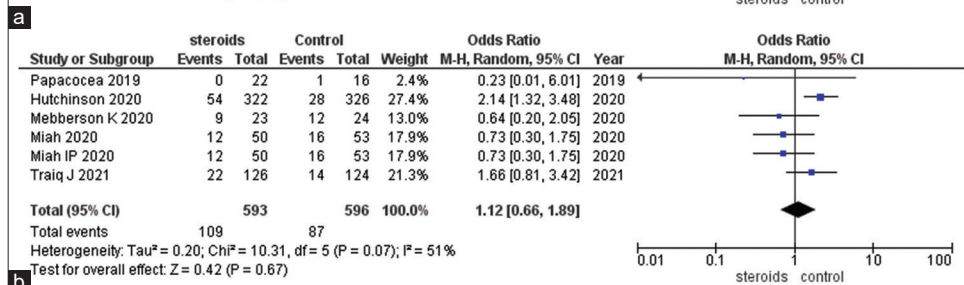 steroids control
a
steroids Control Odds Ratio Odds Ratio
Study or Subgroup Events Total Events Total Weight M-H, Random, 95% CI Year M-H, Random, 95% CI
Papacocea 2019 0 22 1 16 2.4% 0.23 [0.01, 6.01] 2019
Hutchinson 2020 54 322 28 326 27.4% 2.14 [1.32, 3.48] 2020
Mebberson K 2020 9 23 12 24 13.0% 0.64 [0.20, 2.05] 2020
Miah 2020 12 50 16 53 17.9% 0.73 [0.30, 1.75] 2020
Miah IP 2020 12 50 16 53 17.9% 0.73 [0.30, 1.75] 2020
Traiq J 2021 22 126 14 124 21.3% 1.66 [0.81, 3.42] 2021
Total (95% CI) 593 596 100.0% 1.12 [0.66, 1.89]
Total events 109 87
Heterogeneity: Tau² = 0.20; Chi² = 10.31, df = 5 (P = 0.07); I² = 51%
Test for overall effect: Z = 0.42 (P = 0.67)
0.01 0.1 1 10 100
steroids control
b